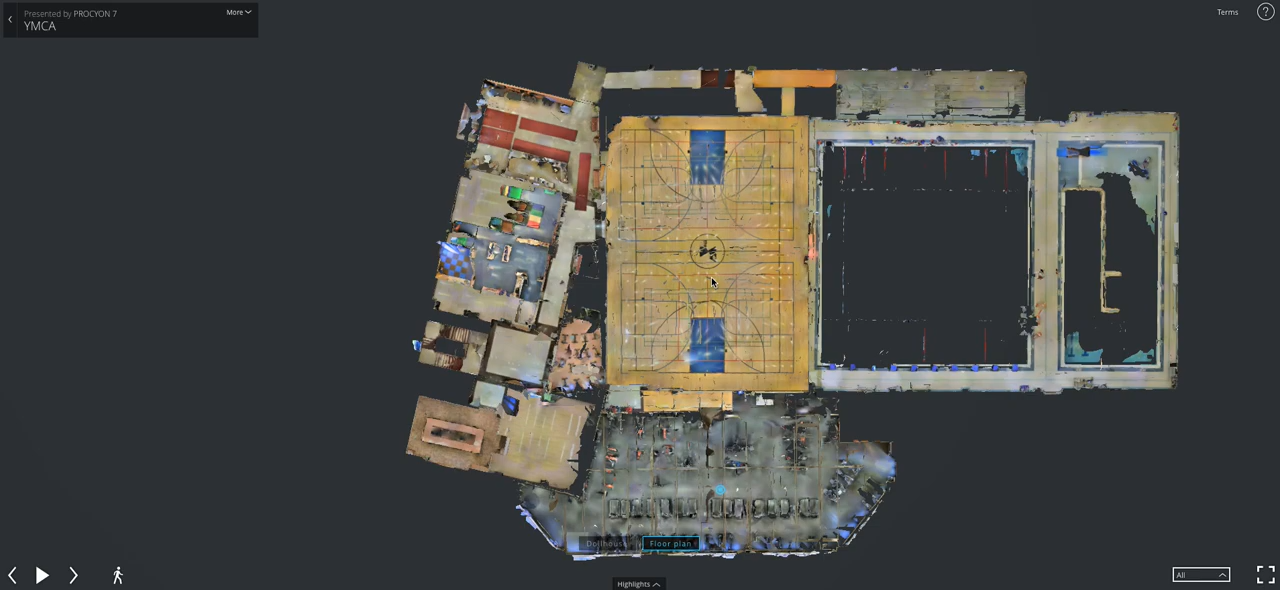 Presented by PROCYON 7
More
YMCA
Terms
?
Dollhouse
Floor plan
Highlights
All